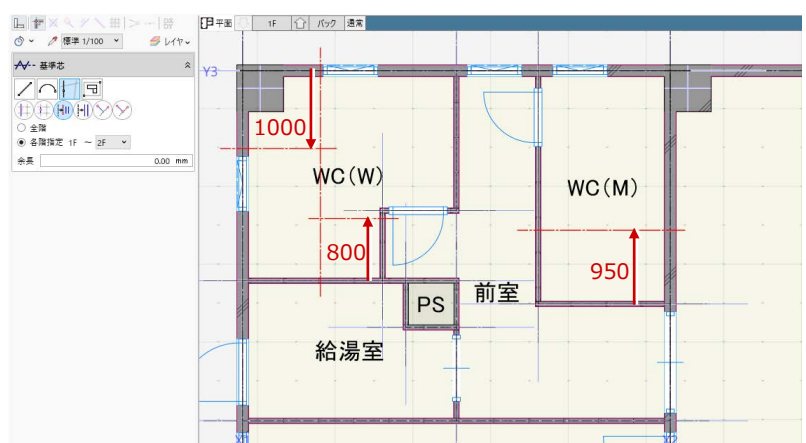 平面 1F バック 通常
標準 1/100 レイヤ
基準芯
全階
各階指定 1F ～ 2F
余長 0.00 mm
Y3
1000
WC(W)
WC(M)
800
950
前室
PS
給湯室